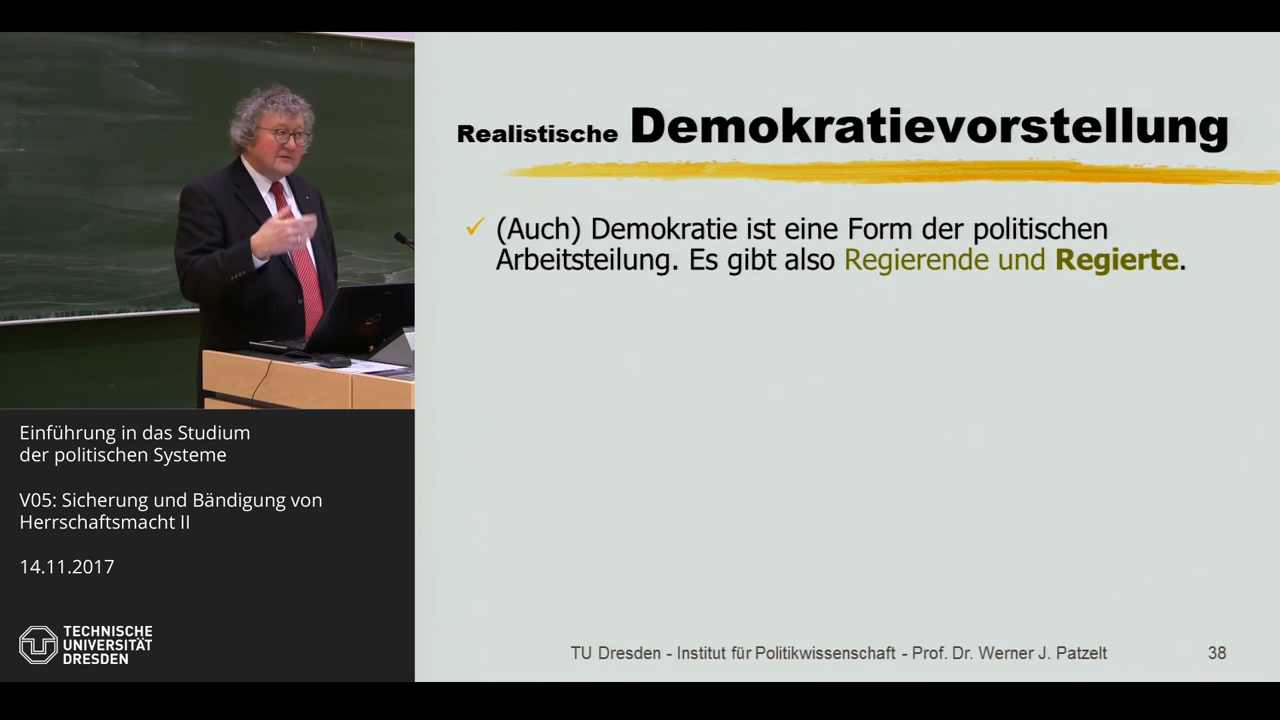 Realistische Demokratievorstellung
✓ (Auch) Demokratie ist eine Form der politischen
Arbeitsteilung. Es gibt also Regierende und Regierte.
Einführung in das Studium
der politischen Systeme
V05: Sicherung und Bändigung von
Herrschaftsmacht II
14.11.2017
TECHNISCHE
UNIVERSITÄT
DRESDEN
TU Dresden - Institut für Politikwissenschaft - Prof. Dr. Werner J. Patzelt
38